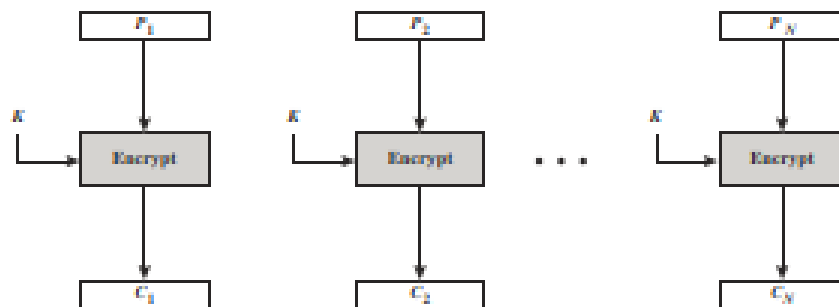 P1 P2 PN
K K K
Encrypt Encrypt • • • Encrypt
C1 C2 CN